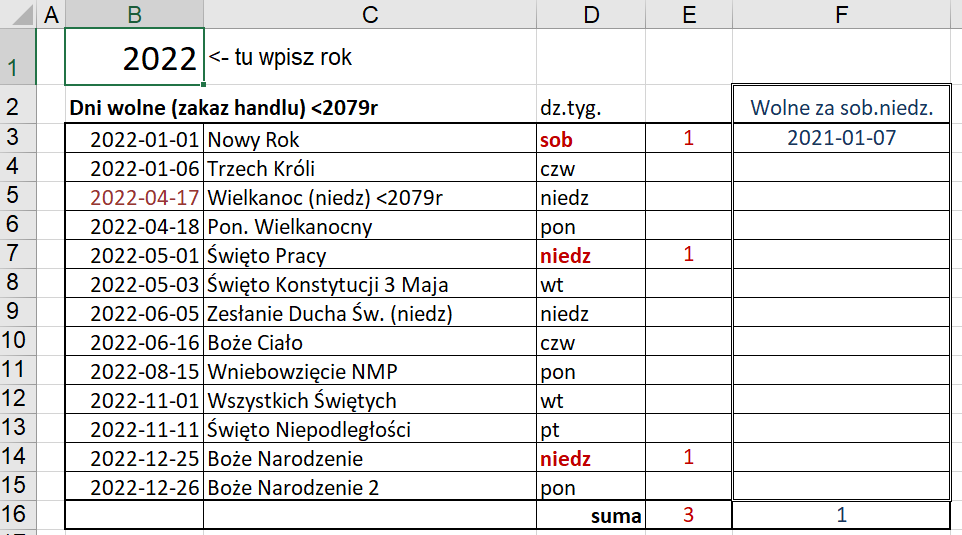 A B C D E F
1 2022 <- tu wpisz rok
2 Dni wolne (zakaz handlu) <2079r dz.tyg. Wolne za sob.niedz.
3 2022-01-01 Nowy Rok sob 1 2021-01-07
4 2022-01-06 Trzech Króli czw
5 2022-04-17 Wielkanoc (niedz) <2079r niedz
6 2022-04-18 Pon. Wielkanocny pon
7 2022-05-01 Święto Pracy niedz 1
8 2022-05-03 Święto Konstytucji 3 Maja wt
9 2022-06-05 Zesłanie Ducha Św. (niedz) niedz
10 2022-06-16 Boże Ciało czw
11 2022-08-15 Wniebowzięcie NMP pon
12 2022-11-01 Wszystkich Świętych wt
13 2022-11-11 Święto Niepodległości pt
14 2022-12-25 Boże Narodzenie niedz 1
15 2022-12-26 Boże Narodzenie 2 pon
16 suma 3 1